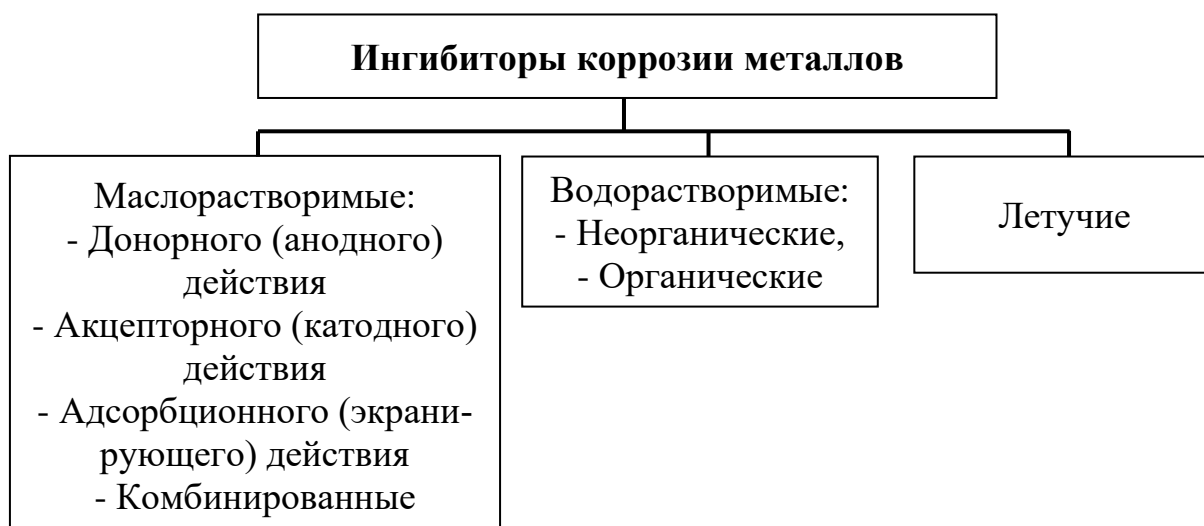 Ингибиторы коррозии металлов
Маслорастворимые:
- Донорного (анодного)
действия
- Акцепторного (катодного)
действия
- Адсорбционного (экрани-
рующего) действия
- Комбинированные
Водорастворимые:
- Неорганические,
- Органические
Летучие